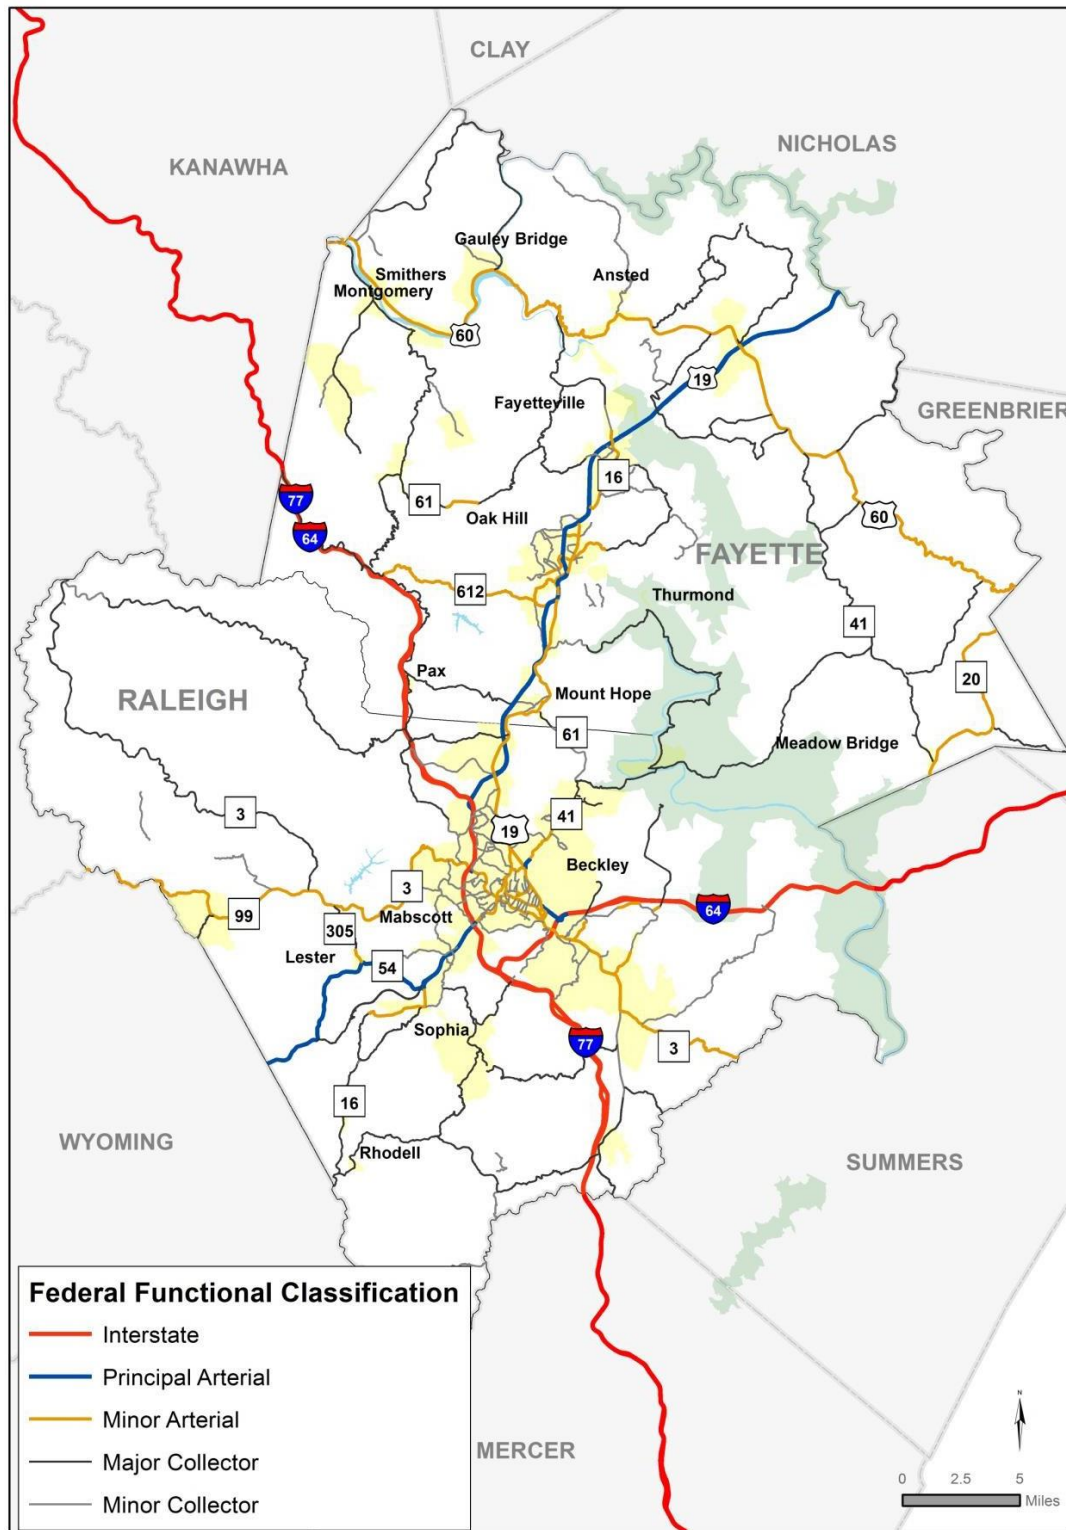 CLAY
NICHOLAS
KANAWHA
Gauley Bridge
Smithers
Ansted
Montgomery
60
19
Fayetteville
GREENBRIER
77
16
61
Oak Hill
60
64
FAYETTE
612
Thurmond
41
Pax
20
RALEIGH
Mount Hope
61
Meadow Bridge
3
41
19
Beckley
3
64
99
Mabscott
305
Lester
54
Sophia
77
3
16
WYOMING
Rhodell
SUMMERS
Federal Functional Classification
Interstate
Principal Arterial
Minor Arterial
Major Collector
Minor Collector
MERCER
N
0 2.5 5
Miles